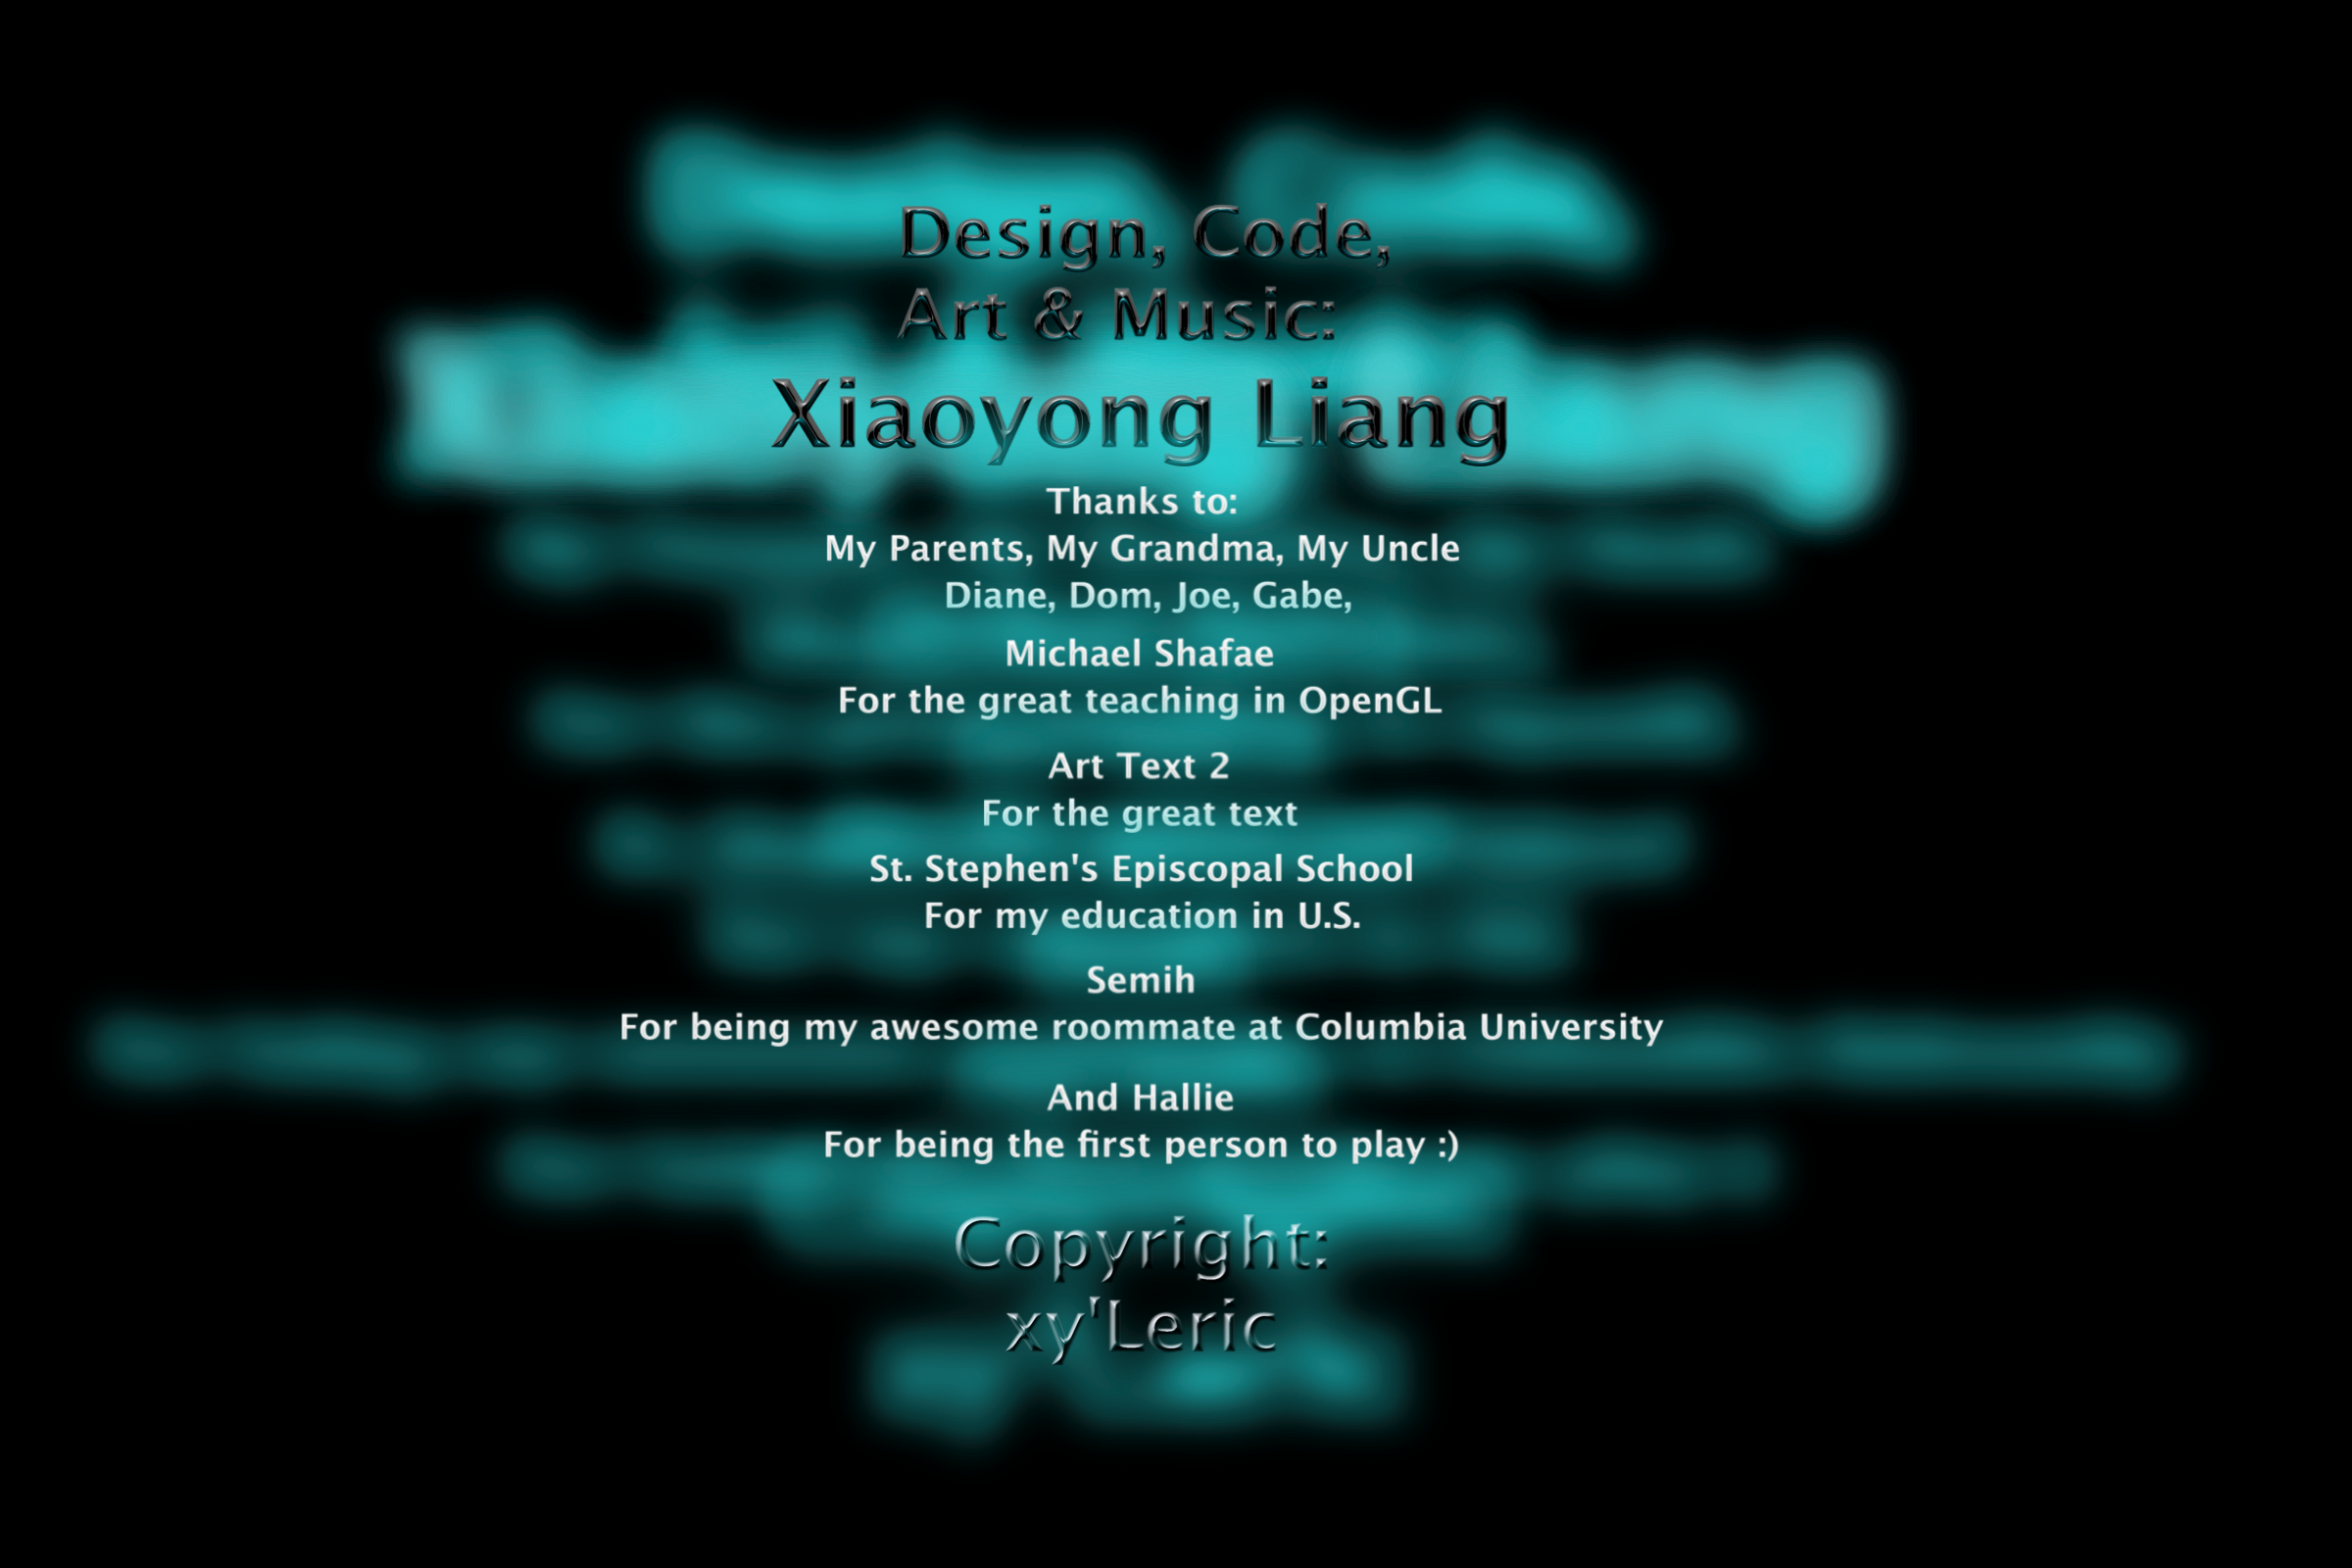 Design, Code,
Art & Music:
Xiaoyong Liang
Thanks to:
My Parents, My Grandma, My Uncle
Diane, Dom, Joe, Gabe,
Michael Shafae
For the great teaching in OpenGL
Art Text 2
For the great text
St. Stephen's Episcopal School
For my education in U.S.
Semih
For being my awesome roommate at Columbia University
And Hallie
For being the first person to play :)
Copyright:
xy'Leric